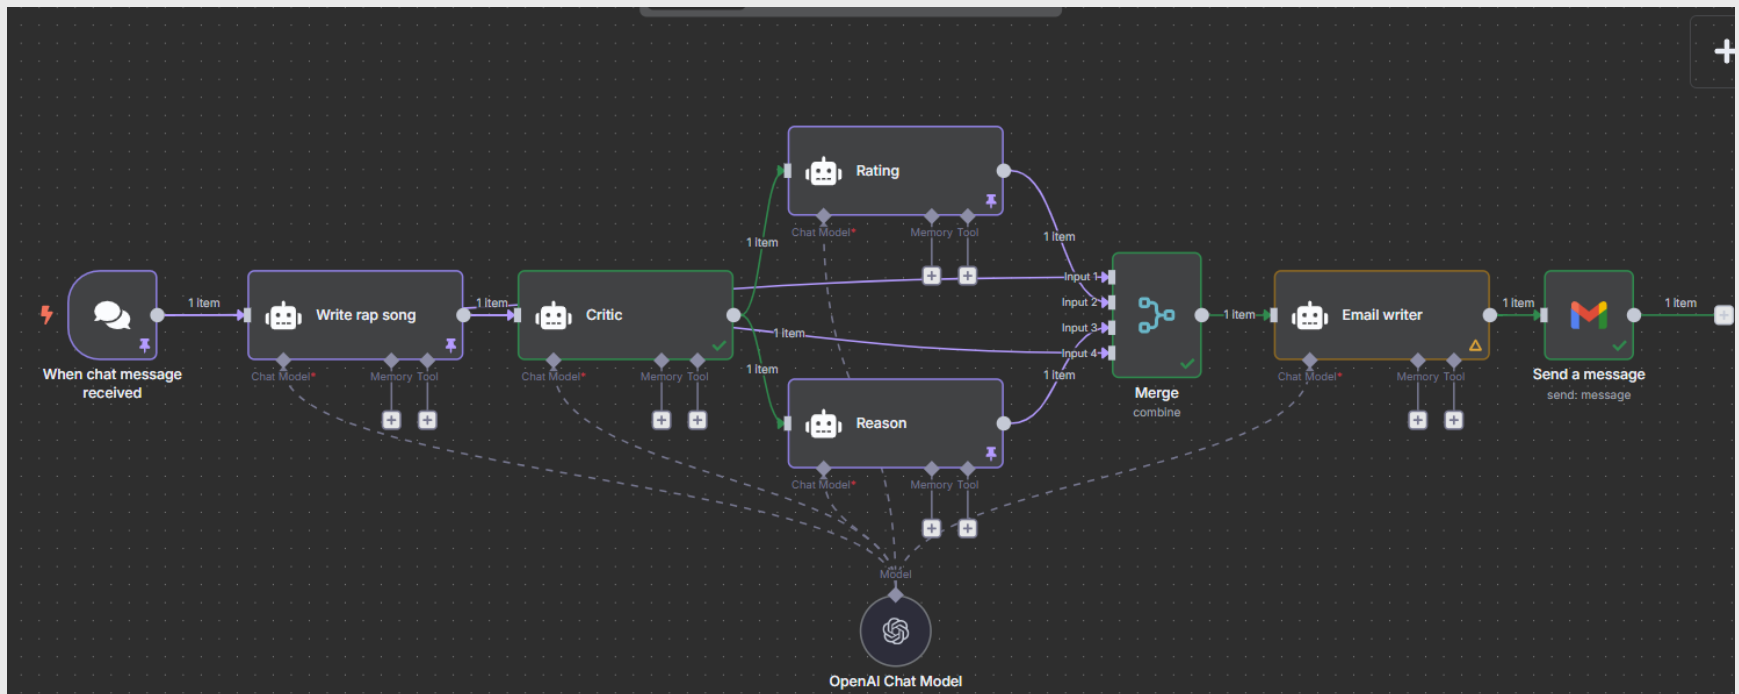 Rating
Chat Model*
Memory
Tool
1 item
1 item
When chat message
received
1 item
Write rap song
Chat Model*
Memory
Tool
1 item
Critic
Chat Model*
Memory
Tool
1 item
1 item
Reason
Chat Model*
Memory
Tool
1 item
Input 1
Input 2
Input 3
Input 4
Merge
combine
1 item
Email writer
Chat Model*
Memory
Tool
1 item
Send a message
send: message
1 item
Model
OpenAI Chat Model